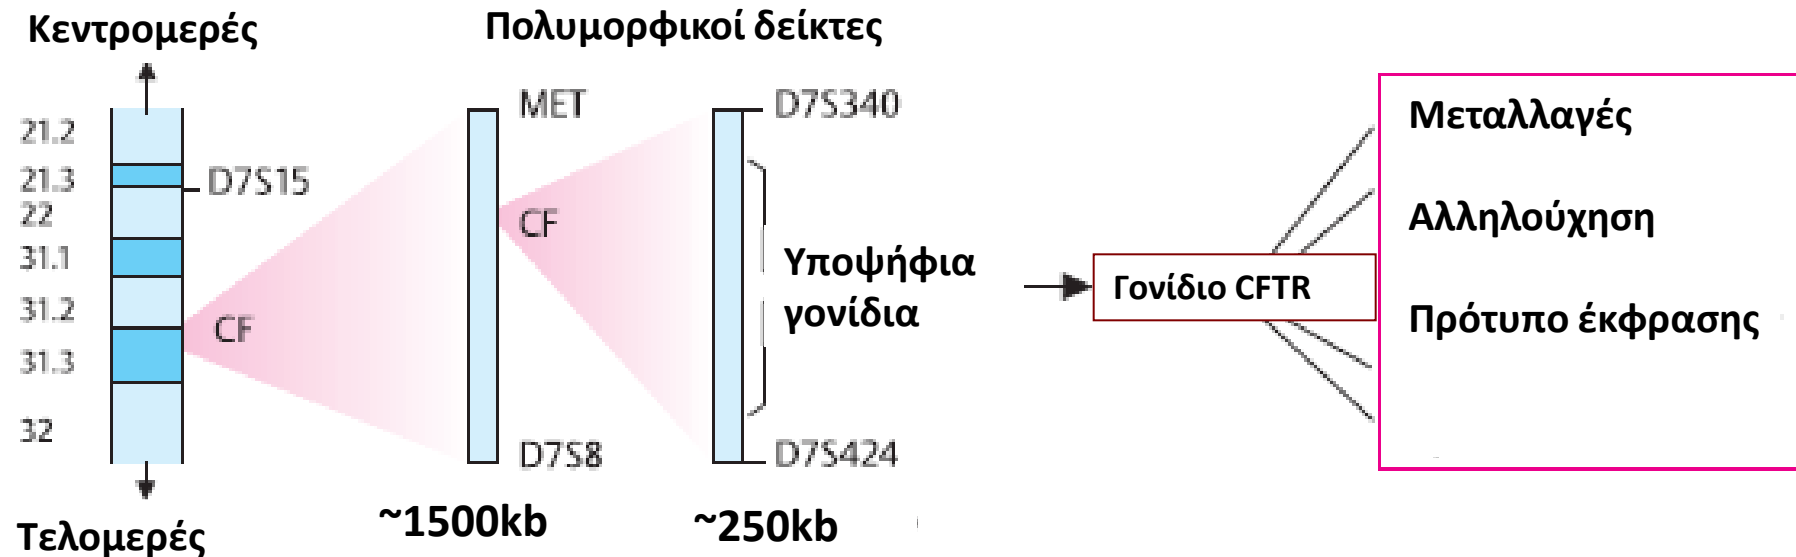 Κεντρομερές
Πολυμορφικοί δείκτες
21.2
21.3
22
31.1
31.2
31.3
32
D7S15
CF
Τελομερές
MET
CF
D7S8
~1500kb
D7S340
Υποψήφια
γονίδια
D7S424
~250kb
Γονίδιο CFTR
Μεταλλαγές
Αλληλούχηση
Πρότυπο έκφρασης